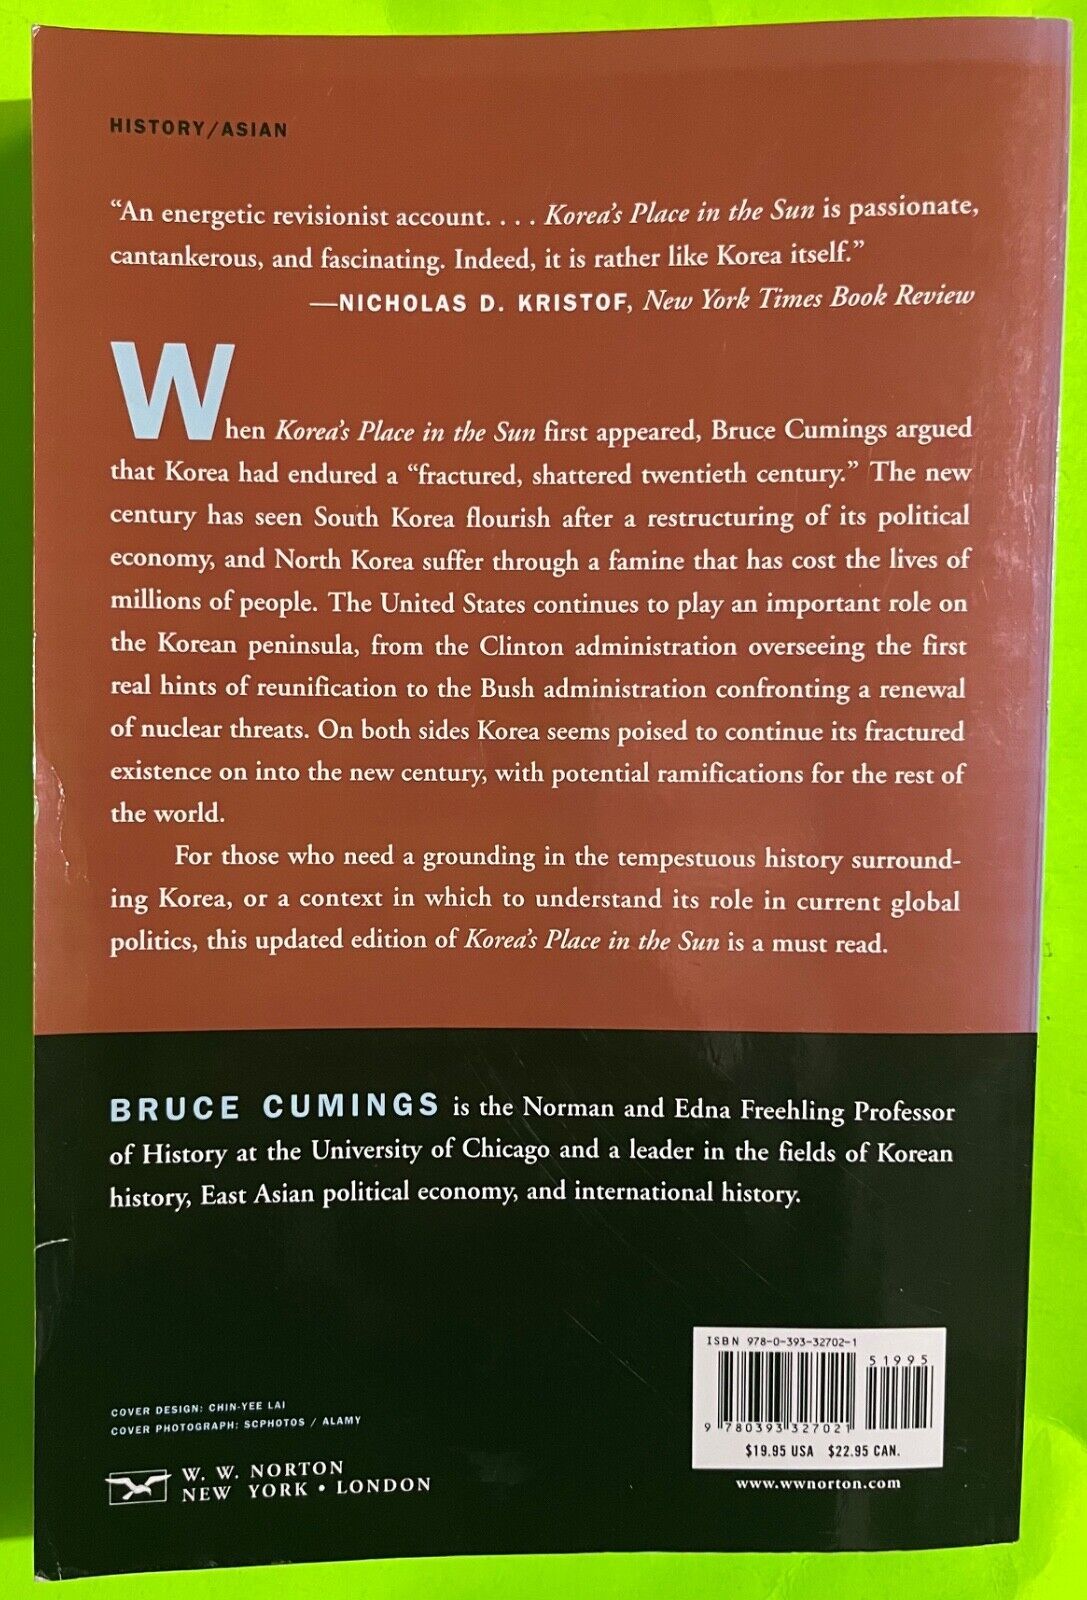 HISTORY/ASIAN
“An energetic revisionist account. . . . Korea’s Place in the Sun is passionate,
cantankerous, and fascinating. Indeed, it is rather like Korea itself.”
—NICHOLAS D. KRISTOF, New York Times Book Review
When Korea’s Place in the Sun first appeared, Bruce Cumings argued
that Korea had endured a “fractured, shattered twentieth century.” The new
century has seen South Korea flourish after a restructuring of its political
economy, and North Korea suffer through a famine that has cost the lives of
millions of people. The United States continues to play an important role on
the Korean peninsula, from the Clinton administration overseeing the first
real hints of reunification to the Bush administration confronting a renewal
of nuclear threats. On both sides Korea seems poised to continue its fractured
existence on into the new century, with potential ramifications for the rest of
the world.
For those who need a grounding in the tempestuous history surround-
ing Korea, or a context in which to understand its role in current global
politics, this updated edition of Korea’s Place in the Sun is a must read.
BRUCE CUMINGS is the Norman and Edna Freehling Professor
of History at the University of Chicago and a leader in the fields of Korean
history, East Asian political economy, and international history.
COVER DESIGN: CHIN-YEE LAI
COVER PHOTOGRAPH: SCPHOTOS / ALAMY
W. W. NORTON
NEW YORK • LONDON
ISBN 978-0-393-32702-1
51995
9 780393 327021
$19.95 USA $22.95 CAN.
www.wwnorton.com